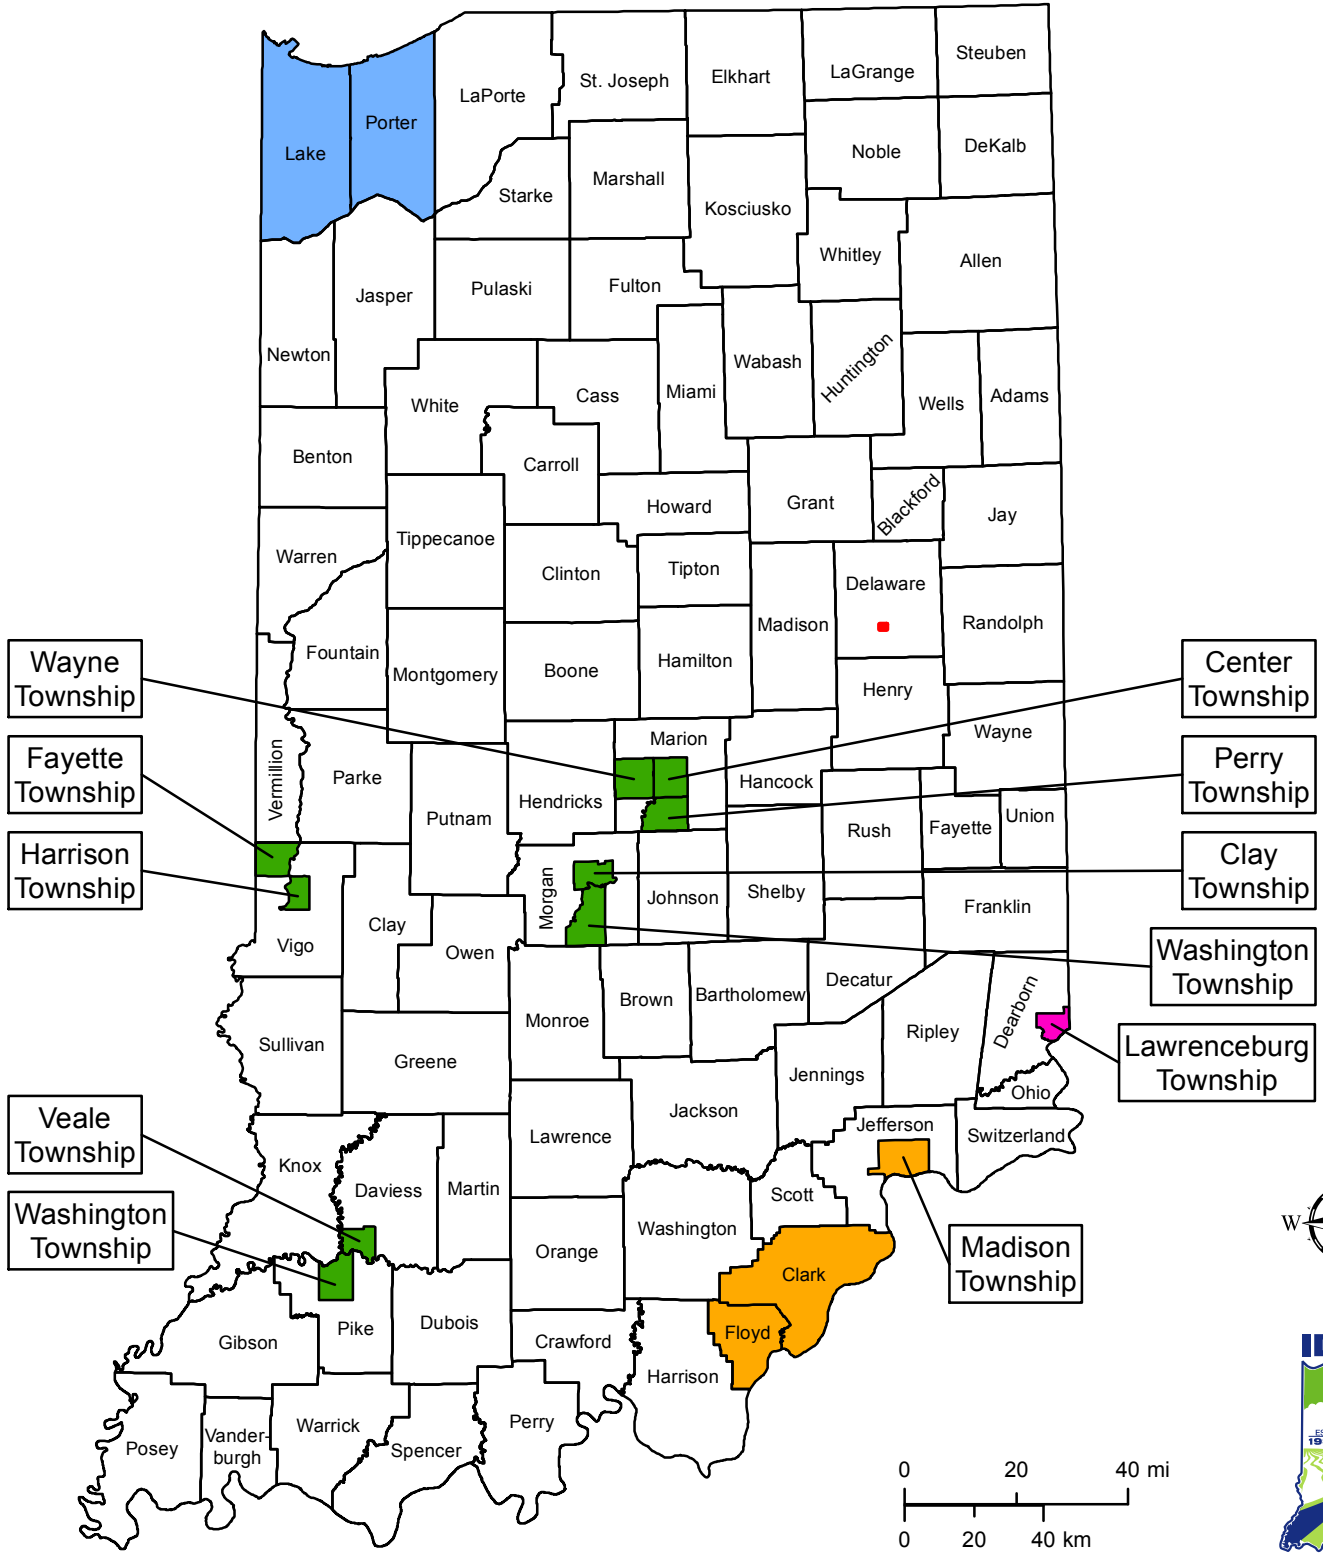 Steuben
LaGrange
Elkhart
St. Joseph
LaPorte
Porter
Lake
DeKalb
Noble
Marshall
Starke
Kosciusko
Whitley
Allen
Fulton
Pulaski
Jasper
Newton
Wabash
Huntington
Miami
Cass
White
Wells
Adams
Benton
Carroll
Howard
Grant
Blackford
Jay
Warren
Tippecanoe
Clinton
Tipton
Delaware
Madison
Randolph
Fountain
Montgomery
Boone
Hamilton
Henry
Wayne
Township
Center
Township
Wayne
Marion
Fayette
Township
Vermillion
Parke
Hendricks
Hancock
Perry
Township
Putnam
Rush
Fayette
Union
Harrison
Township
Clay
Township
Morgan
Johnson
Shelby
Franklin
Clay
Vigo
Owen
Washington
Township
Decatur
Bartholomew
Brown
Monroe
Dearborn
Ripley
Sullivan
Greene
Lawrenceburg
Township
Jennings
Ohio
Jackson
Jefferson
Switzerland
Lawrence
Veale
Township
Knox
Daviess
Martin
Scott
Washington
Washington
Township
Orange
Madison
Township
W
Clark
Floyd
Dubois
Pike
Gibson
Crawford
Harrison
Perry
Warrick
Spencer
Vander-
burgh
Posey
0 20 40 mi
0 20 40 km